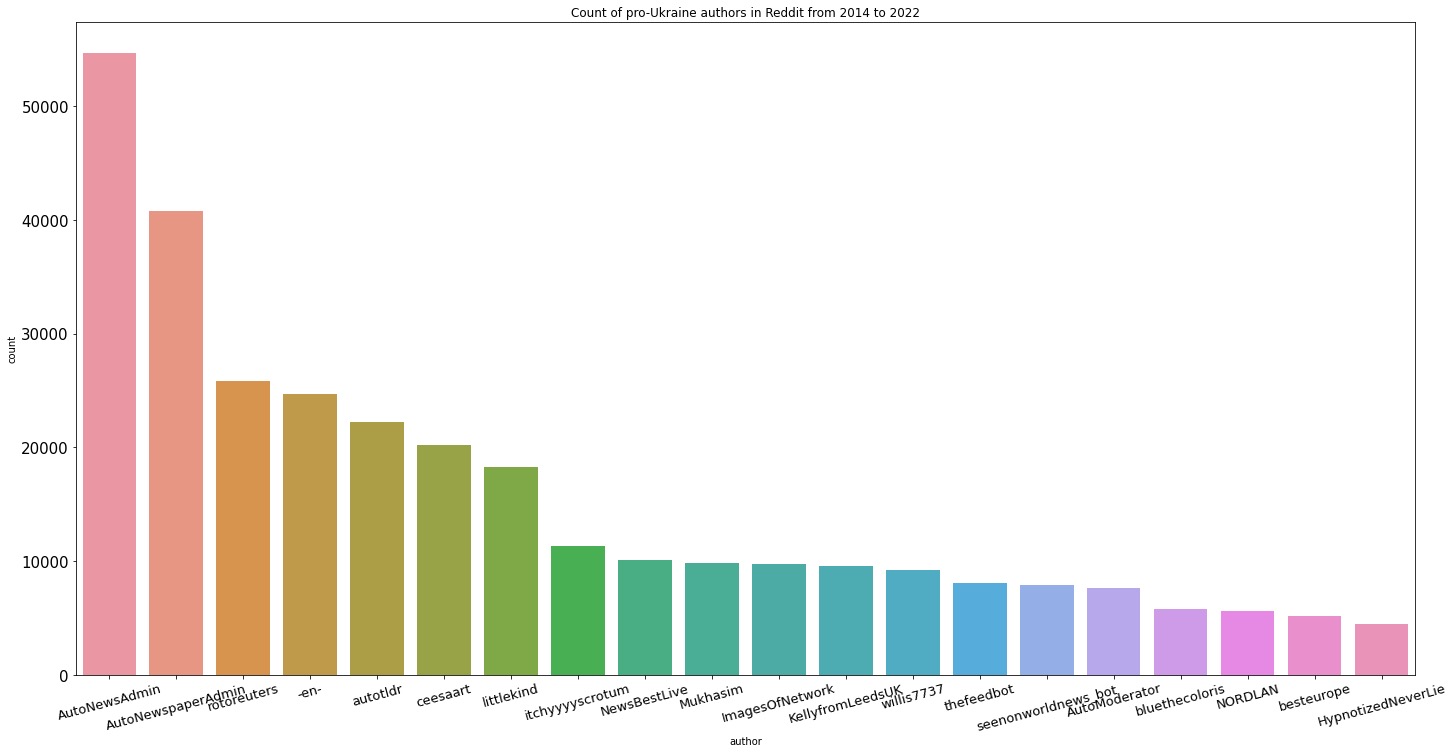 Count of pro-Ukraine authors in Reddit from 2014 to 2022
count
50000
40000
30000
20000
10000
0
AutoNewsAdmin
AutoNewspaperAdmin
rotoreuters
-en-
autotldr
ceesaart
littlekind
itchyyyyscrotum
NewsBestLive
Mukhasim
ImagesOfNetwork
KellyfromLeedsUK
willis7737
thefeedbot
seenonworldnews_bot
AutoModerator
bluethecoloris
NORDLAN
besteurope
HypnotizedNeverLie
author